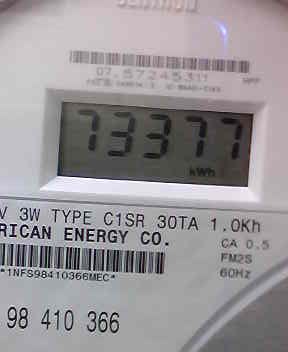 CENTRON
07.57245311
73377
kWh
V 3W TYPE C1SR 30TA 1.0Kh
RICAN ENERGY CO.
CA 0.5
FM2S
60Hz
*1NFS98410366MEC*
98 410 366